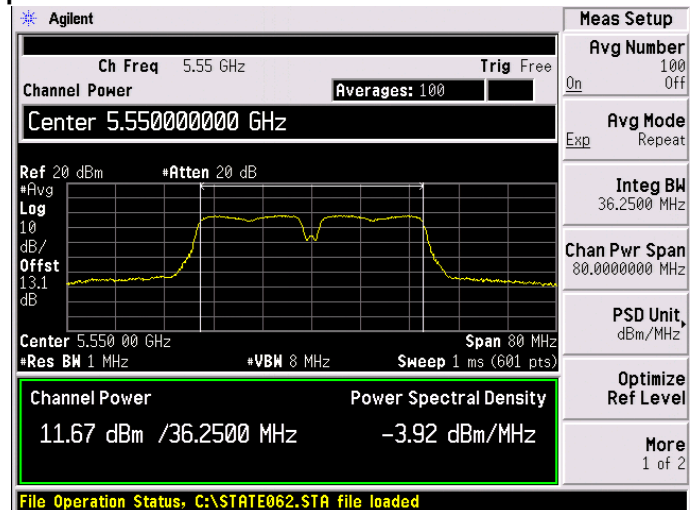 Agilent
Meas Setup
Ch Freq 5.55 GHz
Trig Free
Channel Power
Averages: 100
Center 5.550000000 GHz
Ref 20 dBm #Atten 20 dB
#Avg
Log
10
dB/
Offst
13.1
dB
Center 5.550 00 GHz
Span 80 MHz
#Res BW 1 MHz
#VBW 8 MHz
Sweep 1 ms (601 pts)
Channel Power
Power Spectral Density
11.67 dBm /36.2500 MHz
-3.92 dBm/MHz
File Operation Status, C:\STATE062.STA file loaded
Avg Number
100
On Off
Avg Mode
Exp Repeat
Integ BW
36.2500 MHz
Chan Pwr Span
80.0000000 MHz
PSD Unit
dBm/MHz
Optimize
Ref Level
More
1 of 2